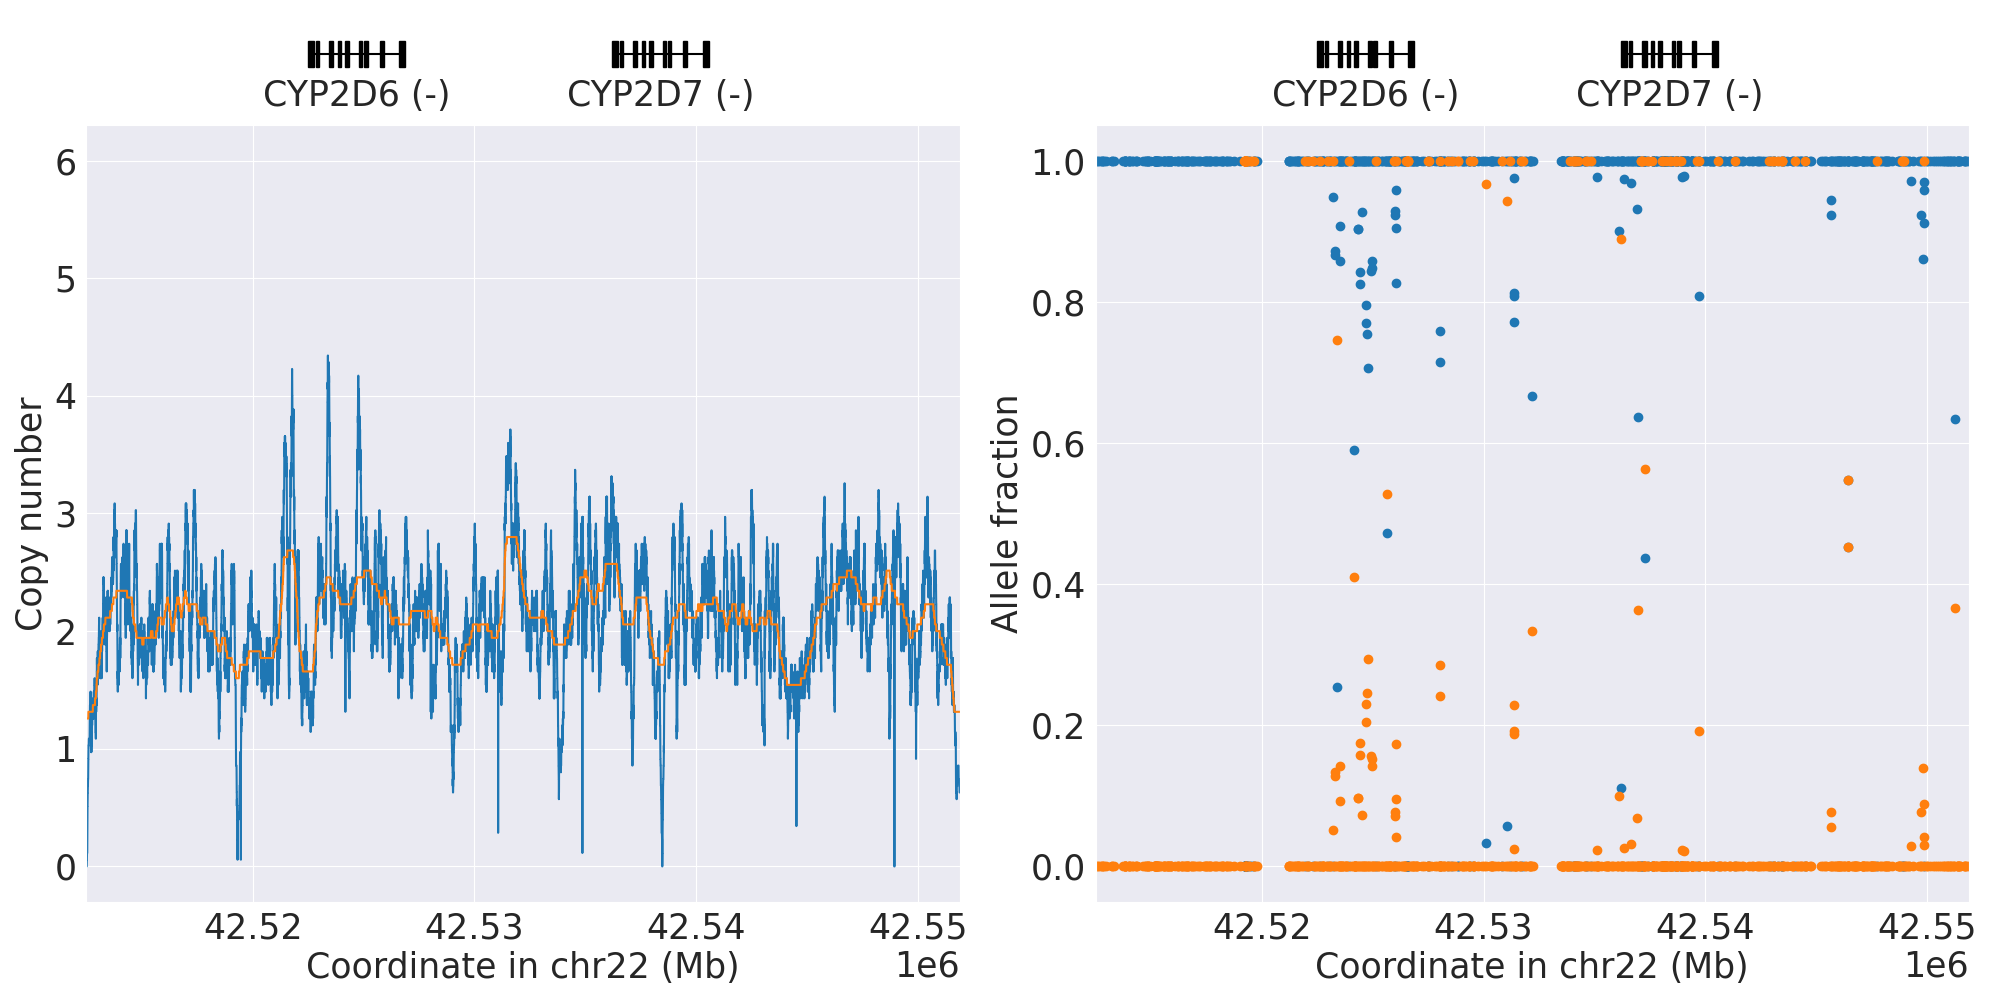 CYP2D6 (-) CYP2D7 (-)
6
5
4
3
2
1
0
Copy number
42.52 42.53 42.54 42.55
Coordinate in chr22 (Mb) 1e6
CYP2D6 (-) CYP2D7 (-)
1.0
0.8
0.6
0.4
0.2
0.0
Allele fraction
42.52 42.53 42.54 42.55
Coordinate in chr22 (Mb) 1e6